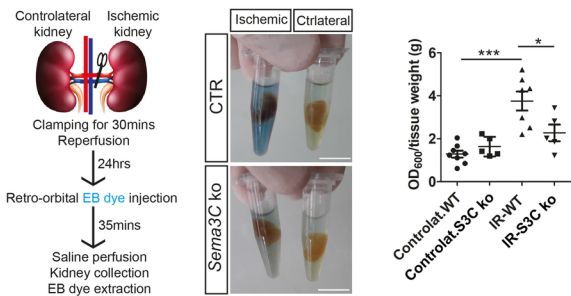 Controlateral
kidney
Ischemic
kidney
Clamping for 30mins
Reperfusion
24hrs
Retro-orbital EB dye injection
35mins
Saline perfusion
Kidney collection
EB dye extraction
Ischemic
Ctrlateral
CTR
Sema3C ko
OD600/tissue weight (g)
6
4
2
0
***
*
Controlat.WT
Controlat.S3C ko
IR-WT
IR-S3C ko